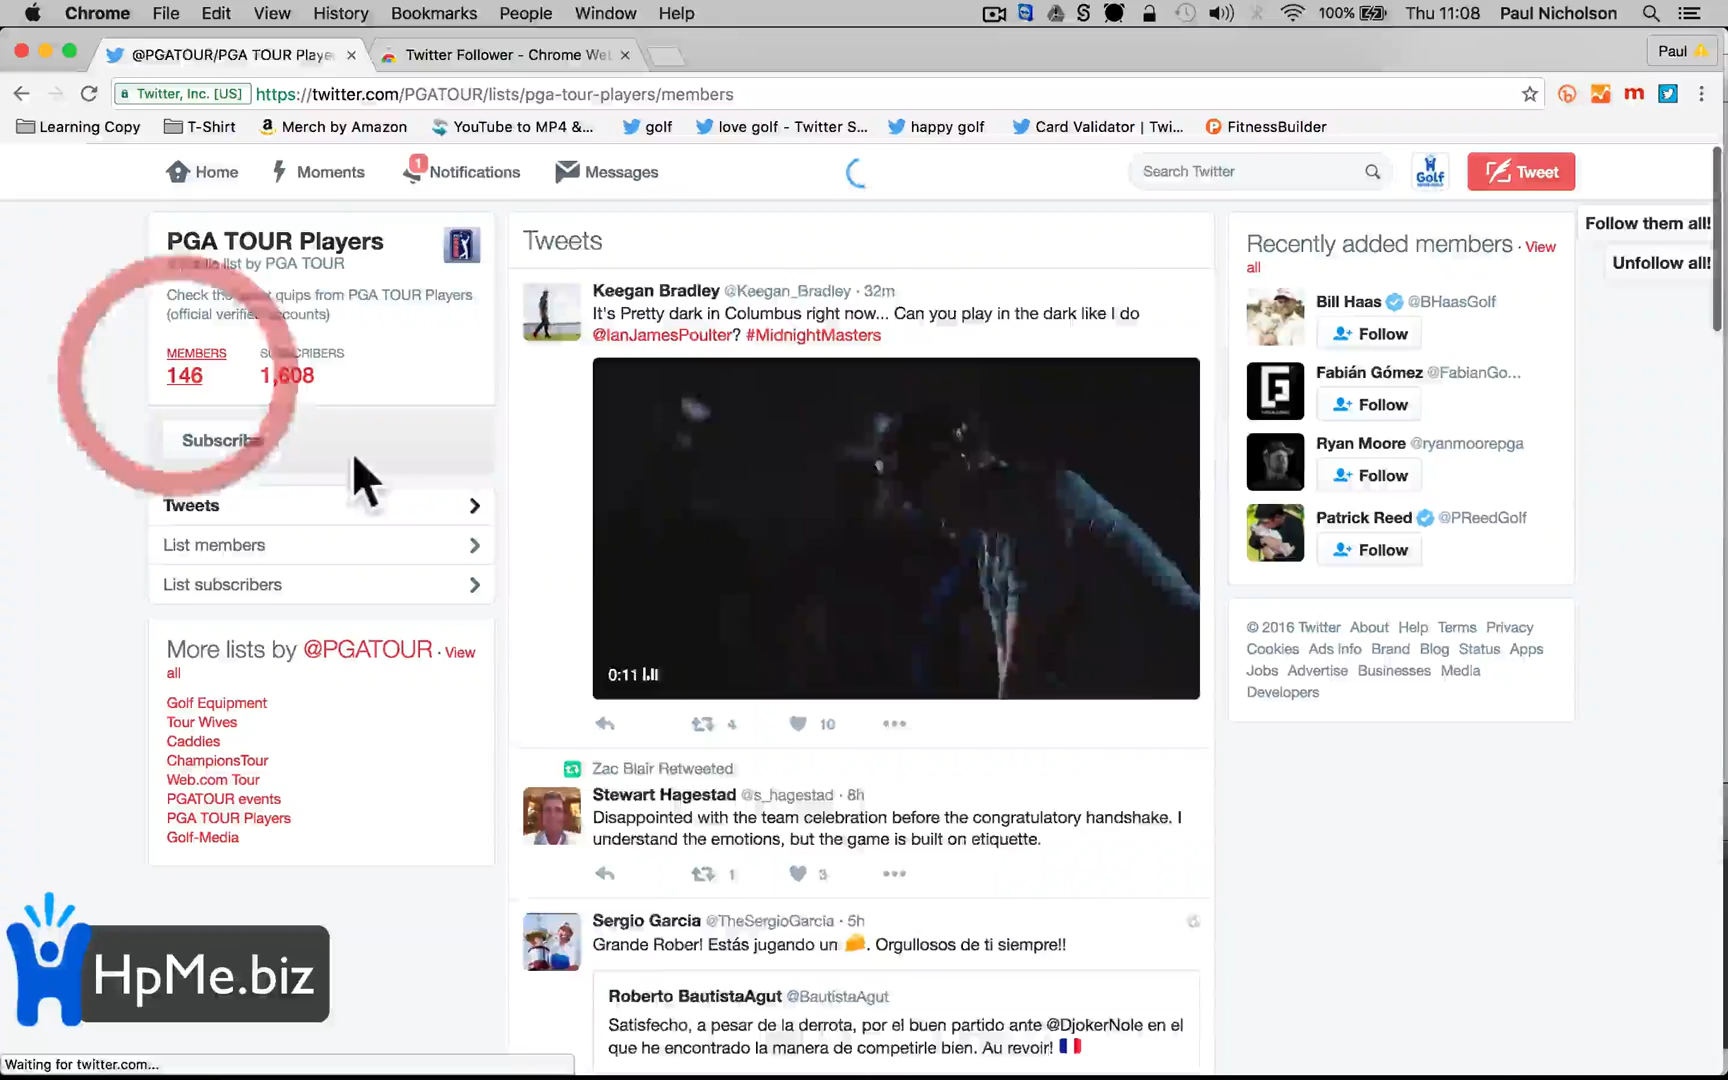 Chrome File Edit View History Bookmarks People Window Help 100% Thu 11:08 Paul Nicholson
@PGATOUR/PGA TOUR Playe Twitter Follower - Chrome We Paul
Twitter, Inc. [US] https://twitter.com/PGATOUR/lists/pga-tour-players/members
Learning Copy T-Shirt Merch by Amazon YouTube to MP4 &... golf love golf - Twitter S... happy golf Card Validator | Twi... FitnessBuilder
Home Moments 1 Notifications Messages Search Twitter Golf Tweet
Follow them all!
Unfollow all!
PGA TOUR Players
list by PGA TOUR
Check the quips from PGA TOUR Players
(official verified accounts)
MEMBERS SUBSCRIBERS
146 1,608
Subscribe
Tweets
List members
List subscribers
More lists by @PGATOUR · View
all
Golf Equipment
Tour Wives
Caddies
ChampionsTour
Web.com Tour
PGATOUR events
PGA TOUR Players
Golf-Media
Tweets
Keegan Bradley @Keegan_Bradley · 32m
It's Pretty dark in Columbus right now... Can you play in the dark like I do
@IanJamesPoulter? #MidnightMasters
0:11
4 10
Zac Blair Retweeted
Stewart Hagestad @s_hagestad · 8h
Disappointed with the team celebration before the congratulatory handshake. I
understand the emotions, but the game is built on etiquette.
1 3
Sergio Garcia @TheSergioGarcia · 5h
Grande Rober! Estás jugando un 🧀. Orgullosos de ti siempre!!
Roberto BautistaAgut @BautistaAgut
Satisfecho, a pesar de la derrota, por el buen partido ante @DjokerNole en el
que he encontrado la manera de competirle bien. Au revoir! 🇫🇷
Recently added members · View
all
Bill Haas @BHaasGolf
Follow
Fabián Gómez @FabianGo...
Follow
Ryan Moore @ryanmoorepga
Follow
Patrick Reed @PReedGolf
Follow
© 2016 Twitter About Help Terms Privacy
Cookies Ads info Brand Blog Status Apps
Jobs Advertise Businesses Media
Developers
HpMe.biz
Waiting for twitter.com...